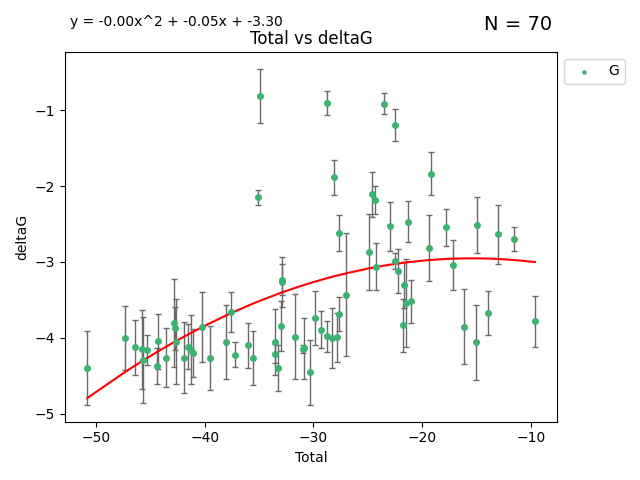 y = -0.00x^2 + -0.05x + -3.30
N = 70
Total vs deltaG
G
deltaG
−1
−2
−3
−4
−5
−50 −40 −30 −20 −10
Total